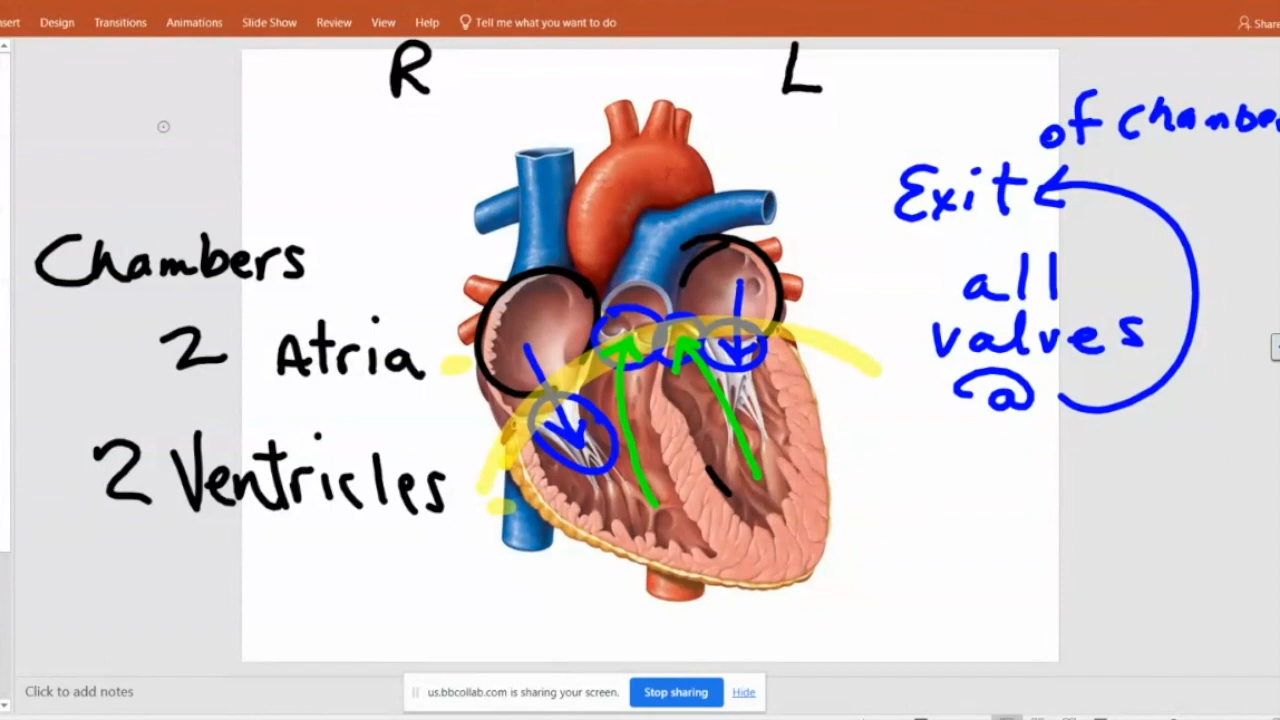 Design Transitions Animations Slide Show Review View Help Tell me what you want to do
R L
of
Exit
Chambers
all
2 Atria
valves
@
2 Ventricles
Click to add notes
us.bbcollab.com is sharing your screen. Stop sharing Hide